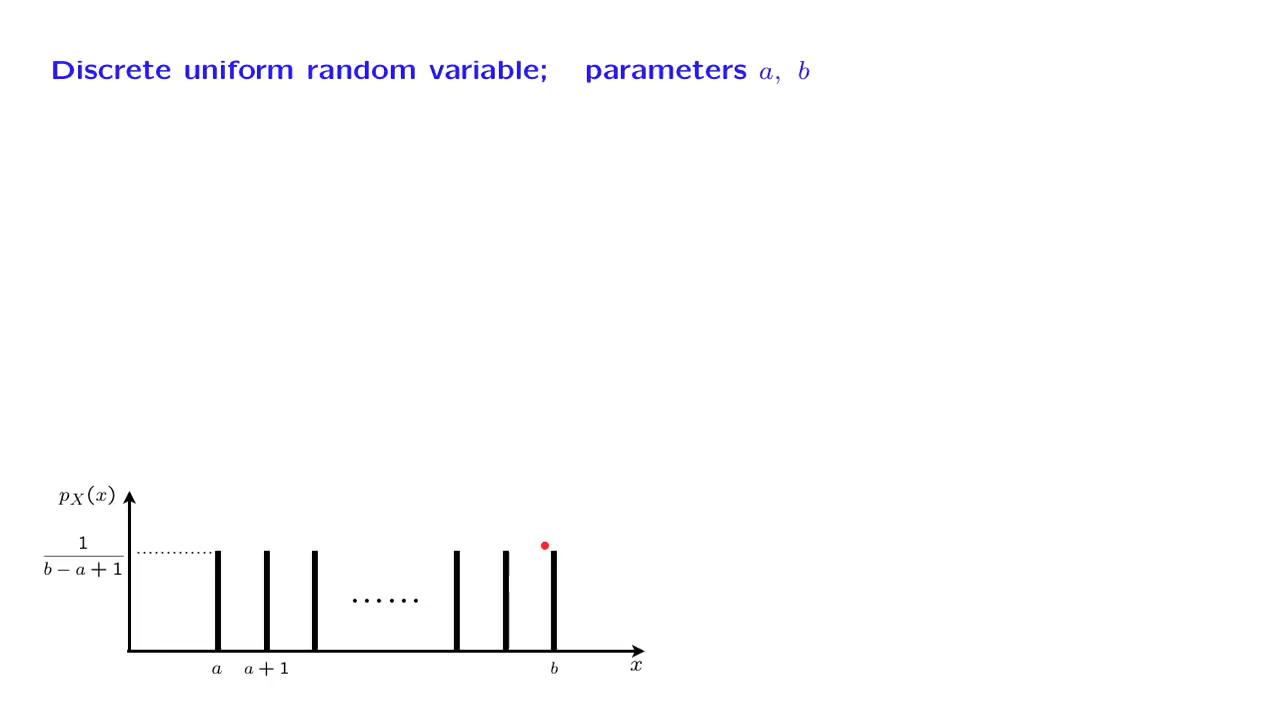 Discrete uniform random variable; parameters a, b
p_X(x)
1
b − a + 1
......
a a + 1 b x